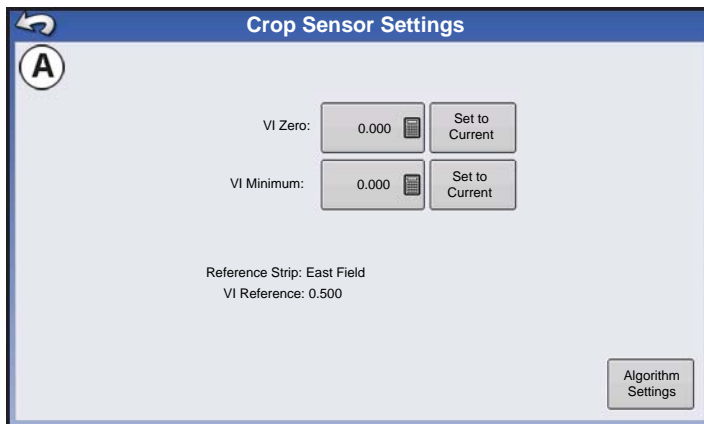 Crop Sensor Settings
A
VI Zero:
0.000
Set to
Current
VI Minimum:
0.000
Set to
Current
Reference Strip: East Field
VI Reference: 0.500
Algorithm
Settings